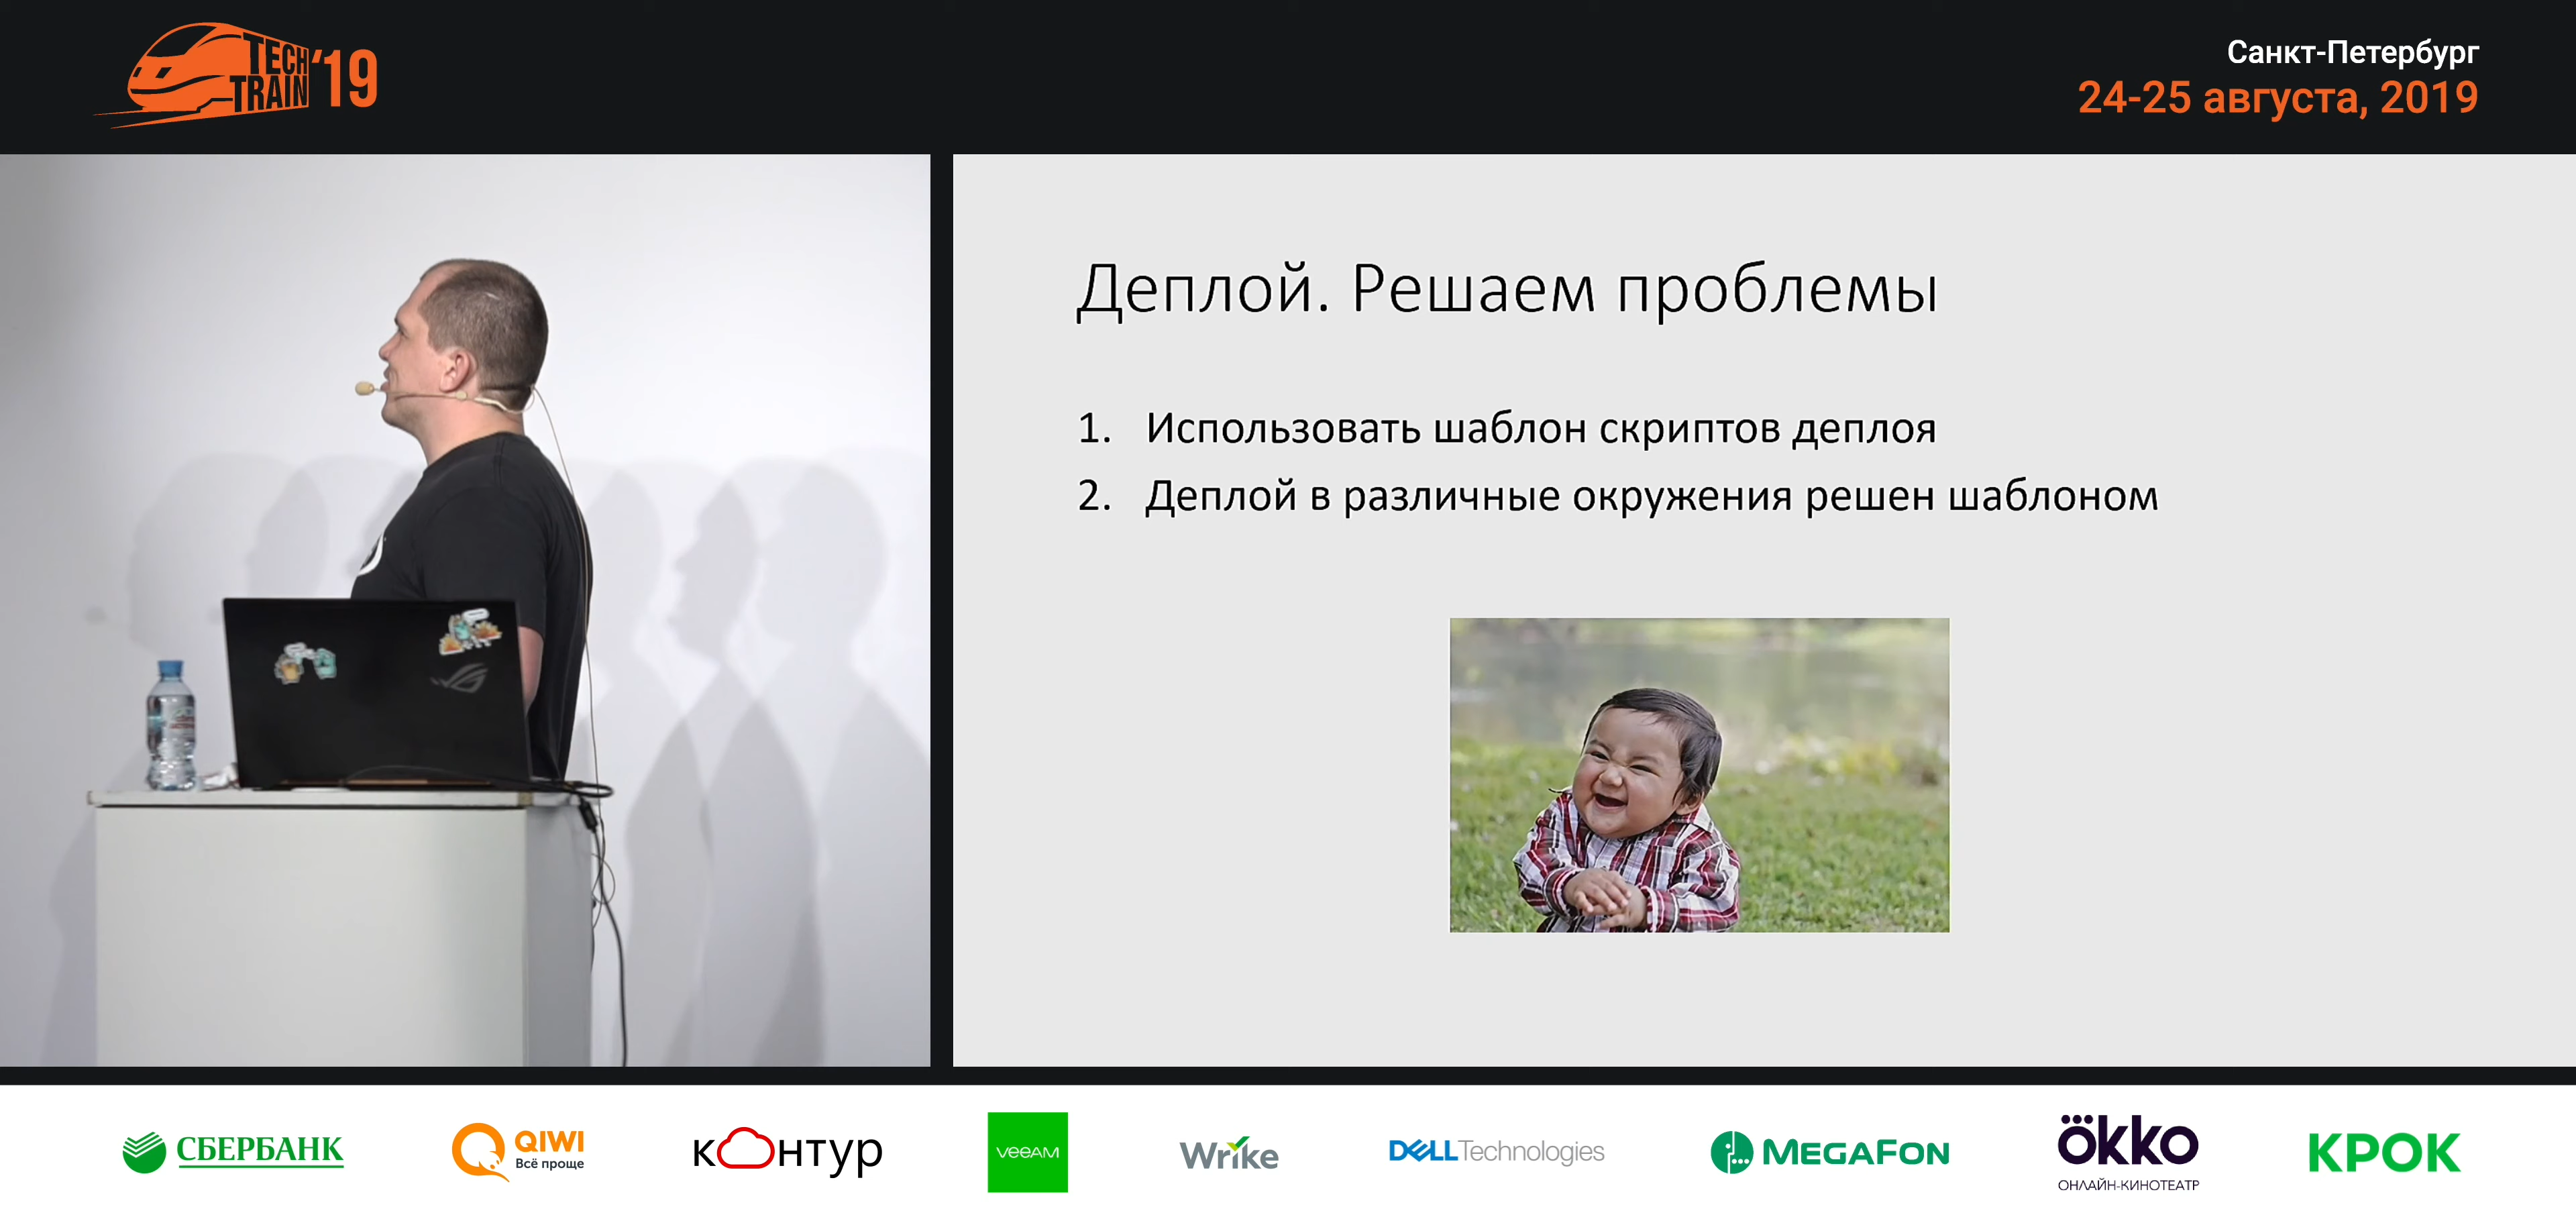 TECH
TRAIN'19
Санкт-Петербург
24-25 августа, 2019
Деплой. Решаем проблемы
1. Использовать шаблон скриптов деплоя
2. Деплой в различные окружения решен шаблоном
СБЕРБАНК
QIWI
Всё проще
контур
veeAM
Wrike
DELL Technologies
MEGAFON
okko
ОНЛАЙН-КИНОТЕАТР
КРОК